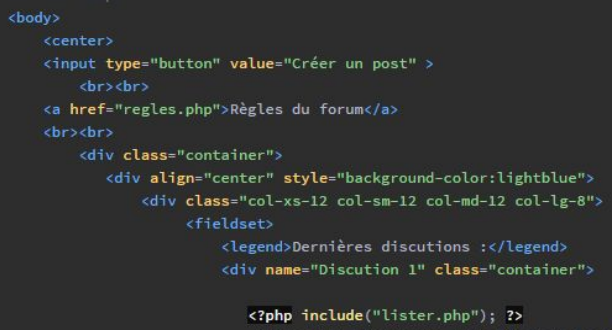 <body>
<center>
<input type="button" value="Créer un post" >
<br><br>
<a href="regles.php">Règles du forum</a>
<br><br>
<div class="container">
<div align="center" style="background-color:lightblue">
<div class="col-xs-12 col-sm-12 col-md-12 col-lg-8">
<fieldset>
<legend>Dernières discutions :</legend>
<div name="Discution 1" class="container">
<?php include("lister.php"); ?>